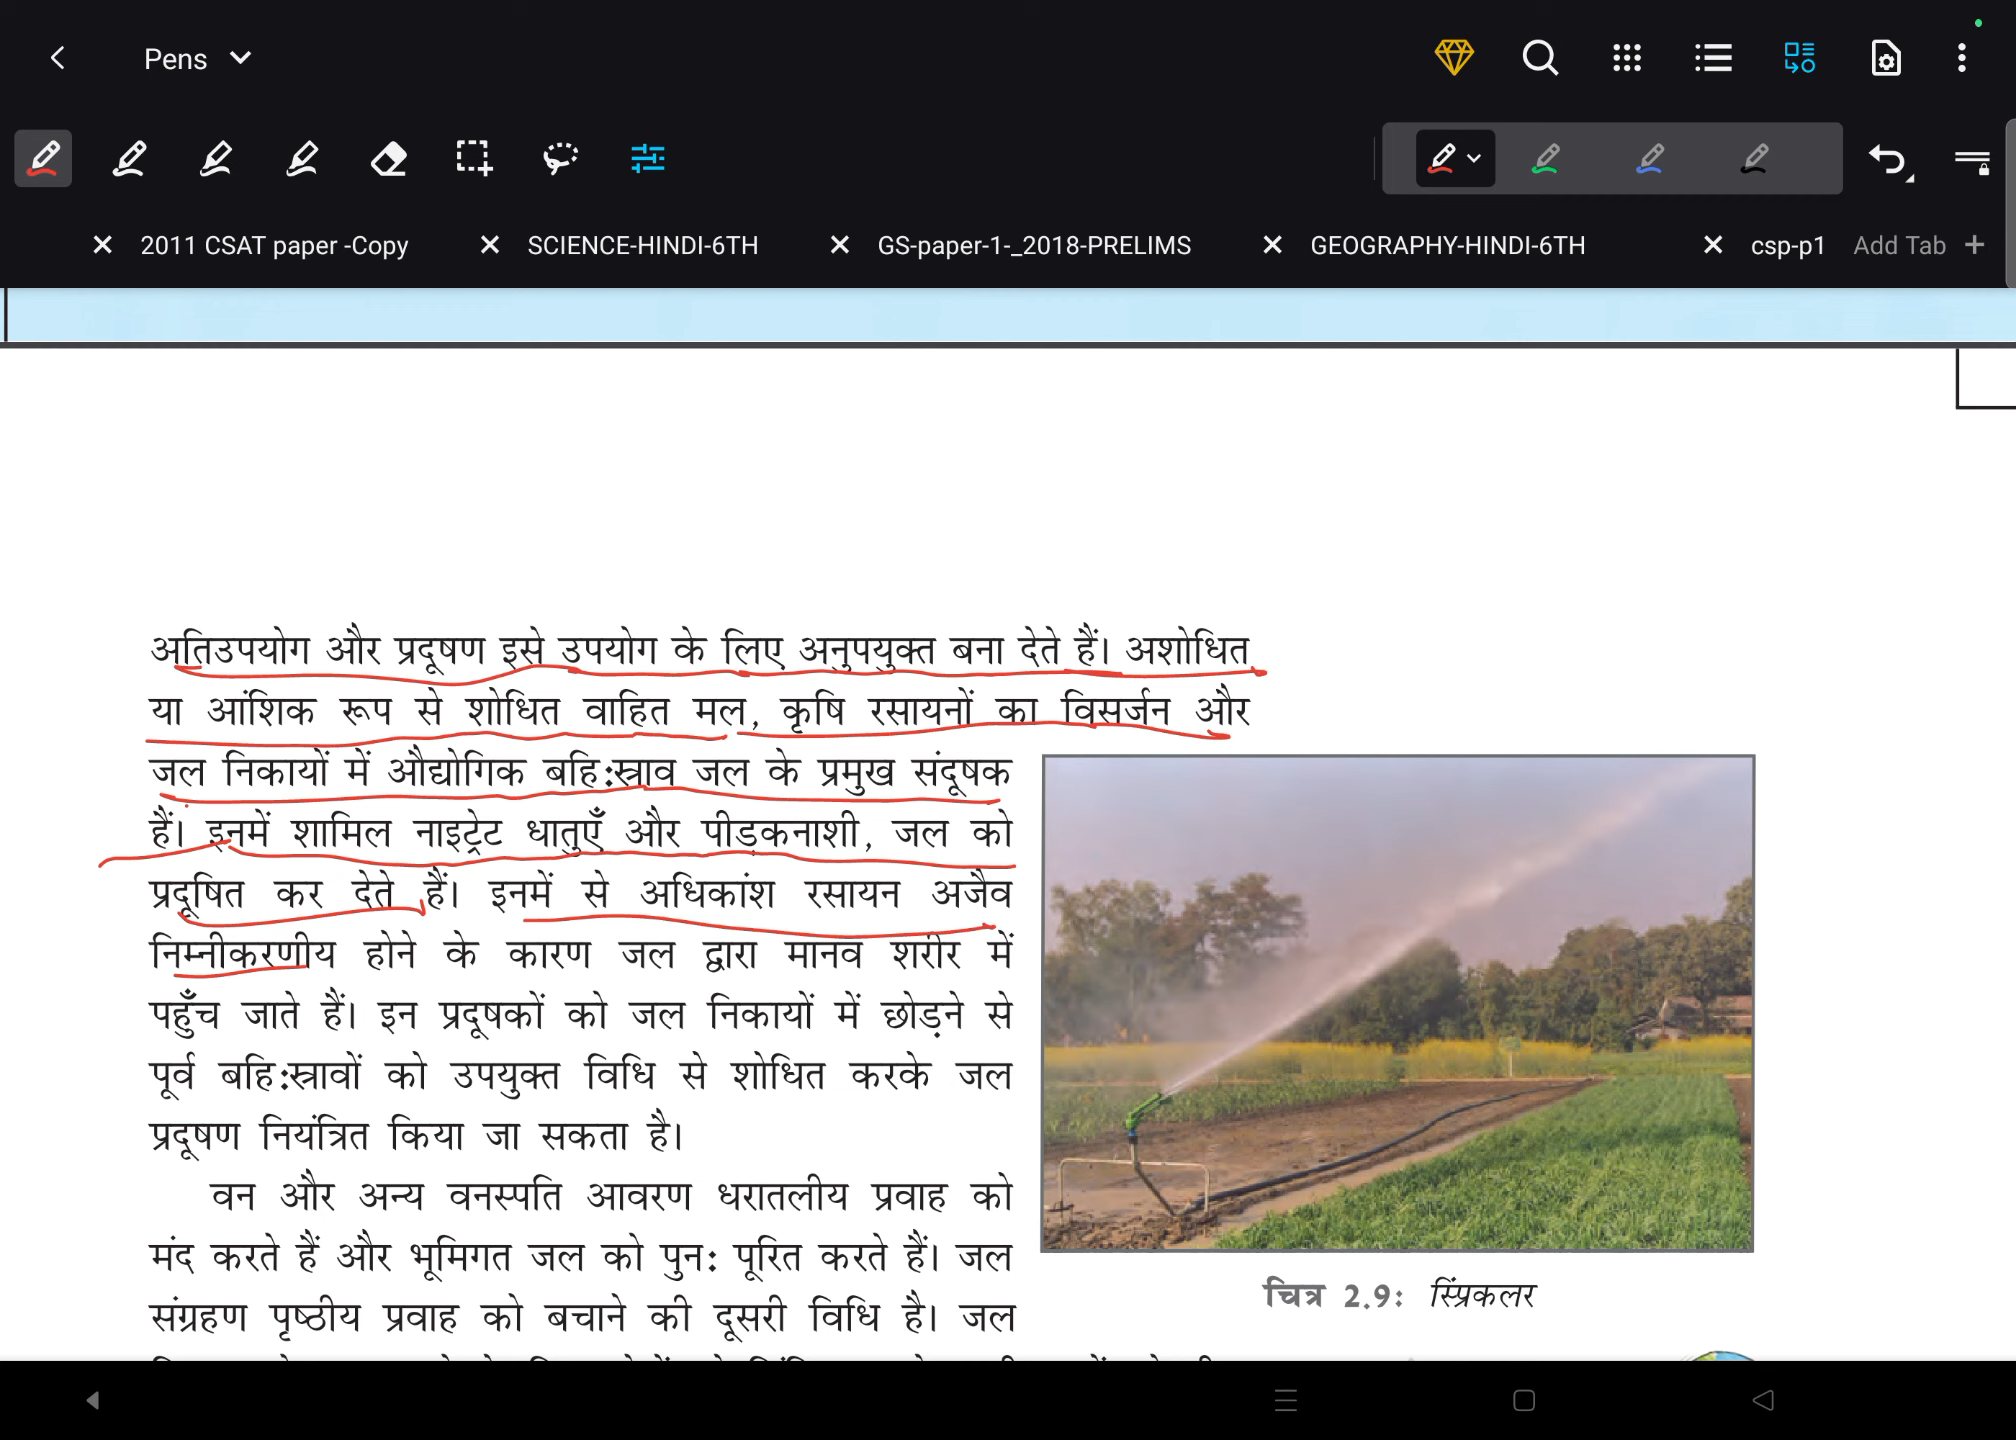 Pens
2011 CSAT paper -Copy
SCIENCE-HINDI-6TH
GS-paper-1-_2018-PRELIMS
GEOGRAPHY-HINDI-6TH
csp-p1
Add Tab +
अतिउपयोग और प्रदूषण इसे उपयोग के लिए अनुपयुक्त बना देते हैं। अशोधित
या आंशिक रूप से शोधित वाहित मल, कृषि रसायनों का विसर्जन और
जल निकायों में औद्योगिक बहि:स्राव जल के प्रमुख संदूषक
हैं। इनमें शामिल नाइट्रेट धातुएँ और पीड़कनाशी, जल को
प्रदूषित कर देते हैं। इनमें से अधिकांश रसायन अजैव
निम्नीकरणीय होने के कारण जल द्वारा मानव शरीर में
पहुँच जाते हैं। इन प्रदूषकों को जल निकायों में छोड़ने से
पूर्व बहि:स्रावों को उपयुक्त विधि से शोधित करके जल
प्रदूषण नियंत्रित किया जा सकता है।
वन और अन्य वनस्पति आवरण धरातलीय प्रवाह को
मंद करते हैं और भूमिगत जल को पुन: पूरित करते हैं। जल
संग्रहण पृष्ठीय प्रवाह को बचाने की दूसरी विधि है। जल
चित्र 2.9: स्प्रिंकलर